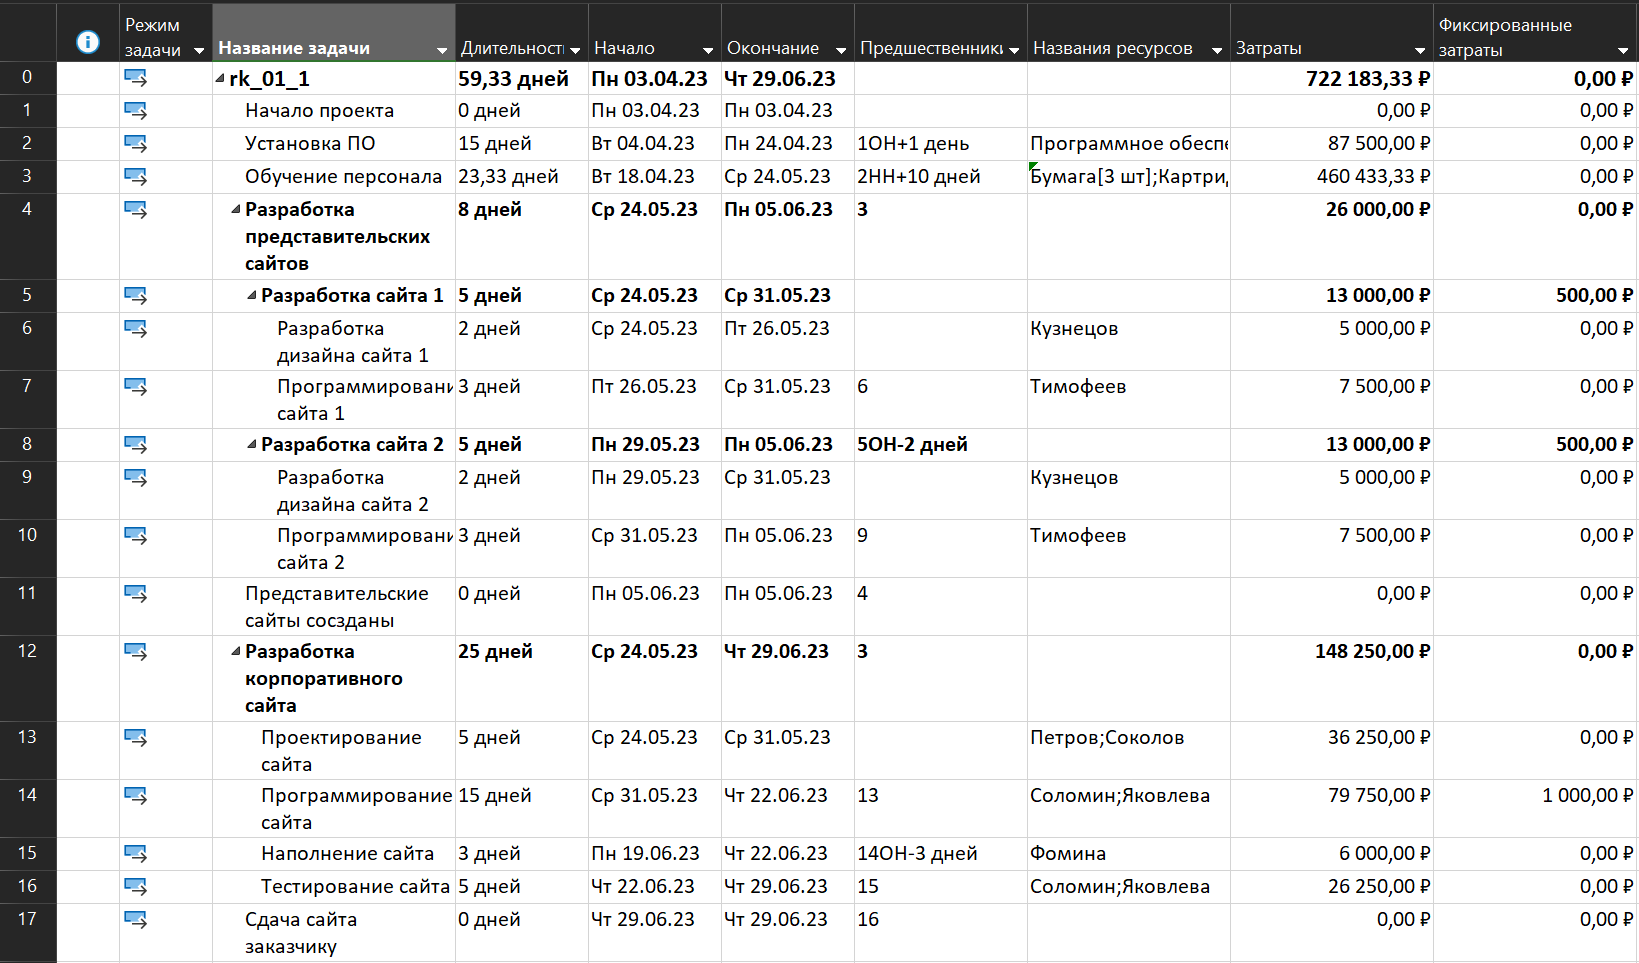 Режим задачи Название задачи Длительност Начало Окончание Предшественники Названия ресурсов Затраты Фиксированные затраты
0 rk_01_1 59,33 дней Пн 03.04.23 Чт 29.06.23 722 183,33 ₽ 0,00 ₽
1 Начало проекта 0 дней Пн 03.04.23 Пн 03.04.23 0,00 ₽ 0,00 ₽
2 Установка ПО 15 дней Вт 04.04.23 Пн 24.04.23 1ОН+1 день Программное обеспе 87 500,00 ₽ 0,00 ₽
3 Обучение персонала 23,33 дней Вт 18.04.23 Ср 24.05.23 2НН+10 дней Бумага[3 шт];Картрид 460 433,33 ₽ 0,00 ₽
4 Разработка представительских сайтов 8 дней Ср 24.05.23 Пн 05.06.23 3 26 000,00 ₽ 0,00 ₽
5 Разработка сайта 1 5 дней Ср 24.05.23 Ср 31.05.23 13 000,00 ₽ 500,00 ₽
6 Разработка дизайна сайта 1 2 дней Ср 24.05.23 Пт 26.05.23 Кузнецов 5 000,00 ₽ 0,00 ₽
7 Программировани сайта 1 3 дней Пт 26.05.23 Ср 31.05.23 6 Тимофеев 7 500,00 ₽ 0,00 ₽
8 Разработка сайта 2 5 дней Пн 29.05.23 Пн 05.06.23 5ОН-2 дней 13 000,00 ₽ 500,00 ₽
9 Разработка дизайна сайта 2 2 дней Пн 29.05.23 Ср 31.05.23 Кузнецов 5 000,00 ₽ 0,00 ₽
10 Программировани сайта 2 3 дней Ср 31.05.23 Пн 05.06.23 9 Тимофеев 7 500,00 ₽ 0,00 ₽
11 Представительские сайты сосзданы 0 дней Пн 05.06.23 Пн 05.06.23 4 0,00 ₽ 0,00 ₽
12 Разработка корпоративного сайта 25 дней Ср 24.05.23 Чт 29.06.23 3 148 250,00 ₽ 0,00 ₽
13 Проектирование сайта 5 дней Ср 24.05.23 Ср 31.05.23 Петров;Соколов 36 250,00 ₽ 0,00 ₽
14 Программирование сайта 15 дней Ср 31.05.23 Чт 22.06.23 13 Соломин;Яковлева 79 750,00 ₽ 1 000,00 ₽
15 Наполнение сайта 3 дней Пн 19.06.23 Чт 22.06.23 14ОН-3 дней Фомина 6 000,00 ₽ 0,00 ₽
16 Тестирование сайта 5 дней Чт 22.06.23 Чт 29.06.23 15 Соломин;Яковлева 26 250,00 ₽ 0,00 ₽
17 Сдача сайта заказчику 0 дней Чт 29.06.23 Чт 29.06.23 16 0,00 ₽ 0,00 ₽